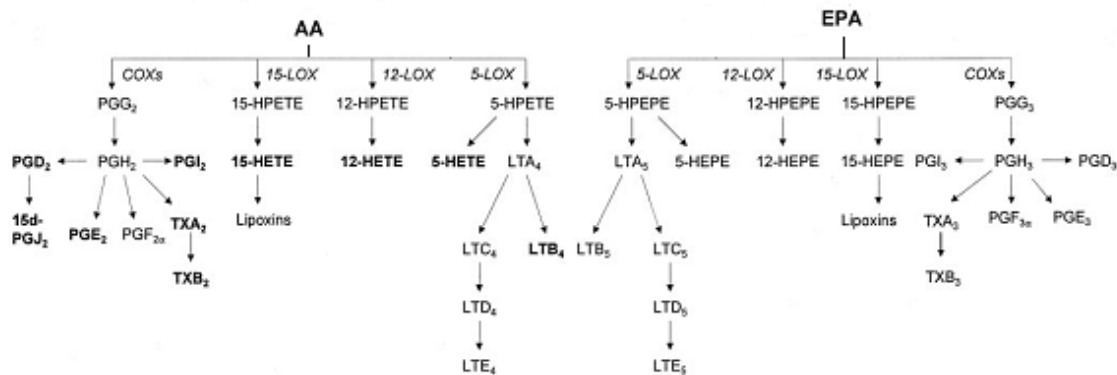 AA EPA
COXs 15-LOX 12-LOX 5-LOX 5-LOX 12-LOX 15-LOX COXs
PGG₂ 15-HPETE 12-HPETE 5-HPETE 5-HPEPE 12-HPEPE 15-HPEPE PGG₃
PGD₂ PGH₂ PGI₂ 15-HETE 12-HETE 5-HETE LTA₄ LTA₅ 5-HEPE 12-HEPE 15-HEPE PGI₃ PGH₃ PGD₃
15d-PGJ₂ PGE₂ PGF₂α TXA₂ Lipoxins LTC₄ LTB₄ LTB₅ LTC₅ Lipoxins TXA₃ PGF₃α PGE₃
TXB₂ LTD₄ LTD₅ TXB₃
LTE₄ LTE₅